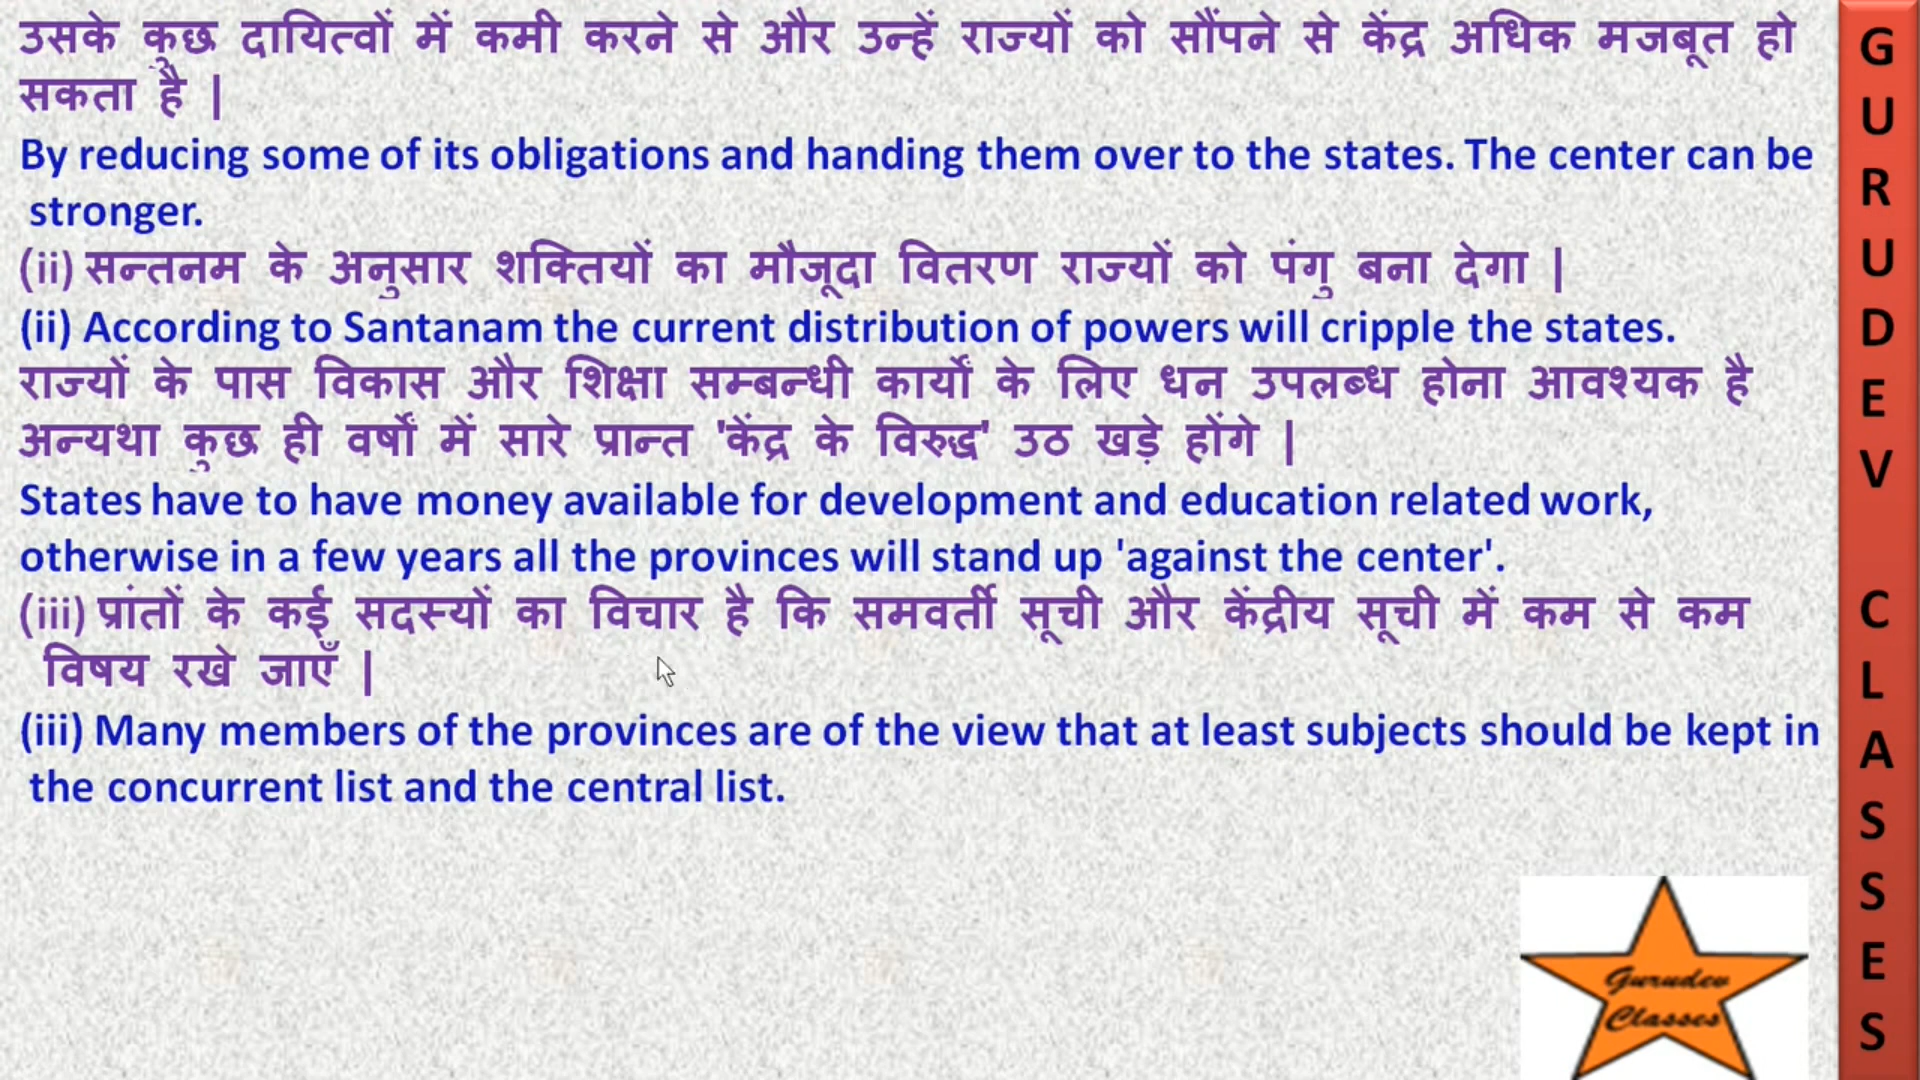 उसके कुछ दायित्वों में कमी करने से और उन्हें राज्यों को सौंपने से केंद्र अधिक मजबूत हो
सकता है |
By reducing some of its obligations and handing them over to the states. The center can be
stronger.
(ii) सन्तनम के अनुसार शक्तियों का मौजूदा वितरण राज्यों को पंगु बना देगा |
(ii) According to Santanam the current distribution of powers will cripple the states.
राज्यों के पास विकास और शिक्षा सम्बन्धी कार्यों के लिए धन उपलब्ध होना आवश्यक है
अन्यथा कुछ ही वर्षों में सारे प्रान्त 'केंद्र के विरुद्ध' उठ खड़े होंगे |
States have to have money available for development and education related work,
otherwise in a few years all the provinces will stand up 'against the center'.
(iii) प्रांतों के कई सदस्यों का विचार है कि समवर्ती सूची और केंद्रीय सूची में कम से कम
विषय रखे जाएँ |
(iii) Many members of the provinces are of the view that at least subjects should be kept in
the concurrent list and the central list.
GURUDEV CLASSES
Gurudev
Classes